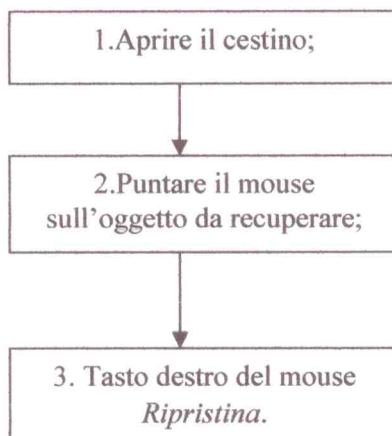 1.Aprire il cestino;
2.Puntare il mouse
sull'oggetto da recuperare;
3. Tasto destro del mouse
Ripristina.